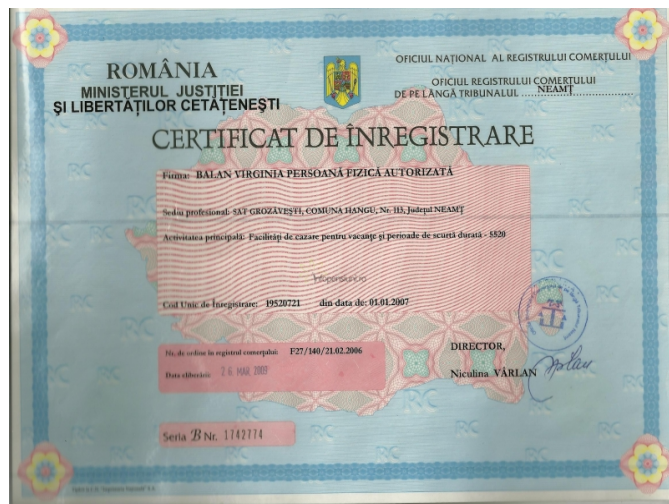 ROMÂNIA
MINISTERUL JUSTIȚIEI
ȘI LIBERTĂȚILOR CETĂȚENEȘTI
OFICIUL NAȚIONAL AL REGISTRULUI COMERȚULUI
OFICIUL REGISTRULUI COMERȚULUI
DE PE LÂNGĂ TRIBUNALUL ... NEAMȚ
CERTIFICAT DE ÎNREGISTRARE
Firma: BALAN VIRGINIA PERSOANĂ FIZICĂ AUTORIZATĂ
Sediu profesional: SAT GROZĂVEȘTI, COMUNA HANGU, Nr. 113, Județul NEAMȚ
Activitatea principală: Facilități de cazare pentru vacanțe și perioade de scurtă durată - 5520
Infopensiuni.ro
Cod Unic de Înregistrare: 19520721 din data de: 01.01.2007
Nr. de ordine în registrul comerțului: F27/140/21.02.2006
Data eliberării: 26 MAR 2009
DIRECTOR,
Niculina VÂRLAN
Seria B Nr. 1742774